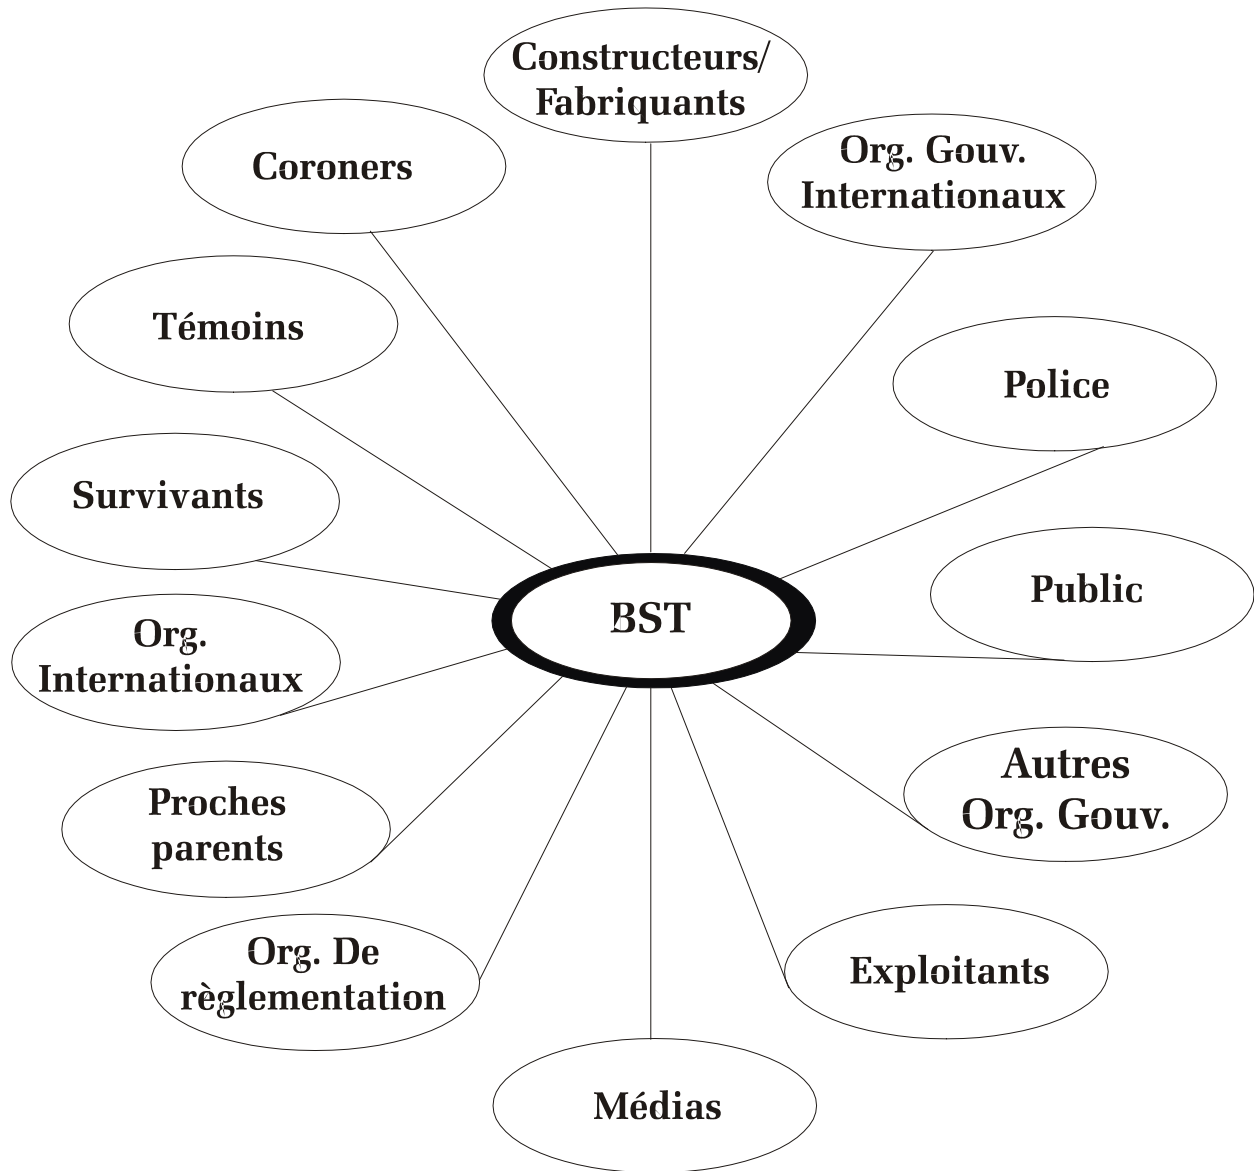 Constructeurs/
Fabriquants
Org. Gouv.
Internationaux
Coroners
Témoins
Police
Survivants
Public
BST
Org.
Internationaux
Autres
Org. Gouv.
Proches
parents
Org. De
règlementation
Exploitants
Médias